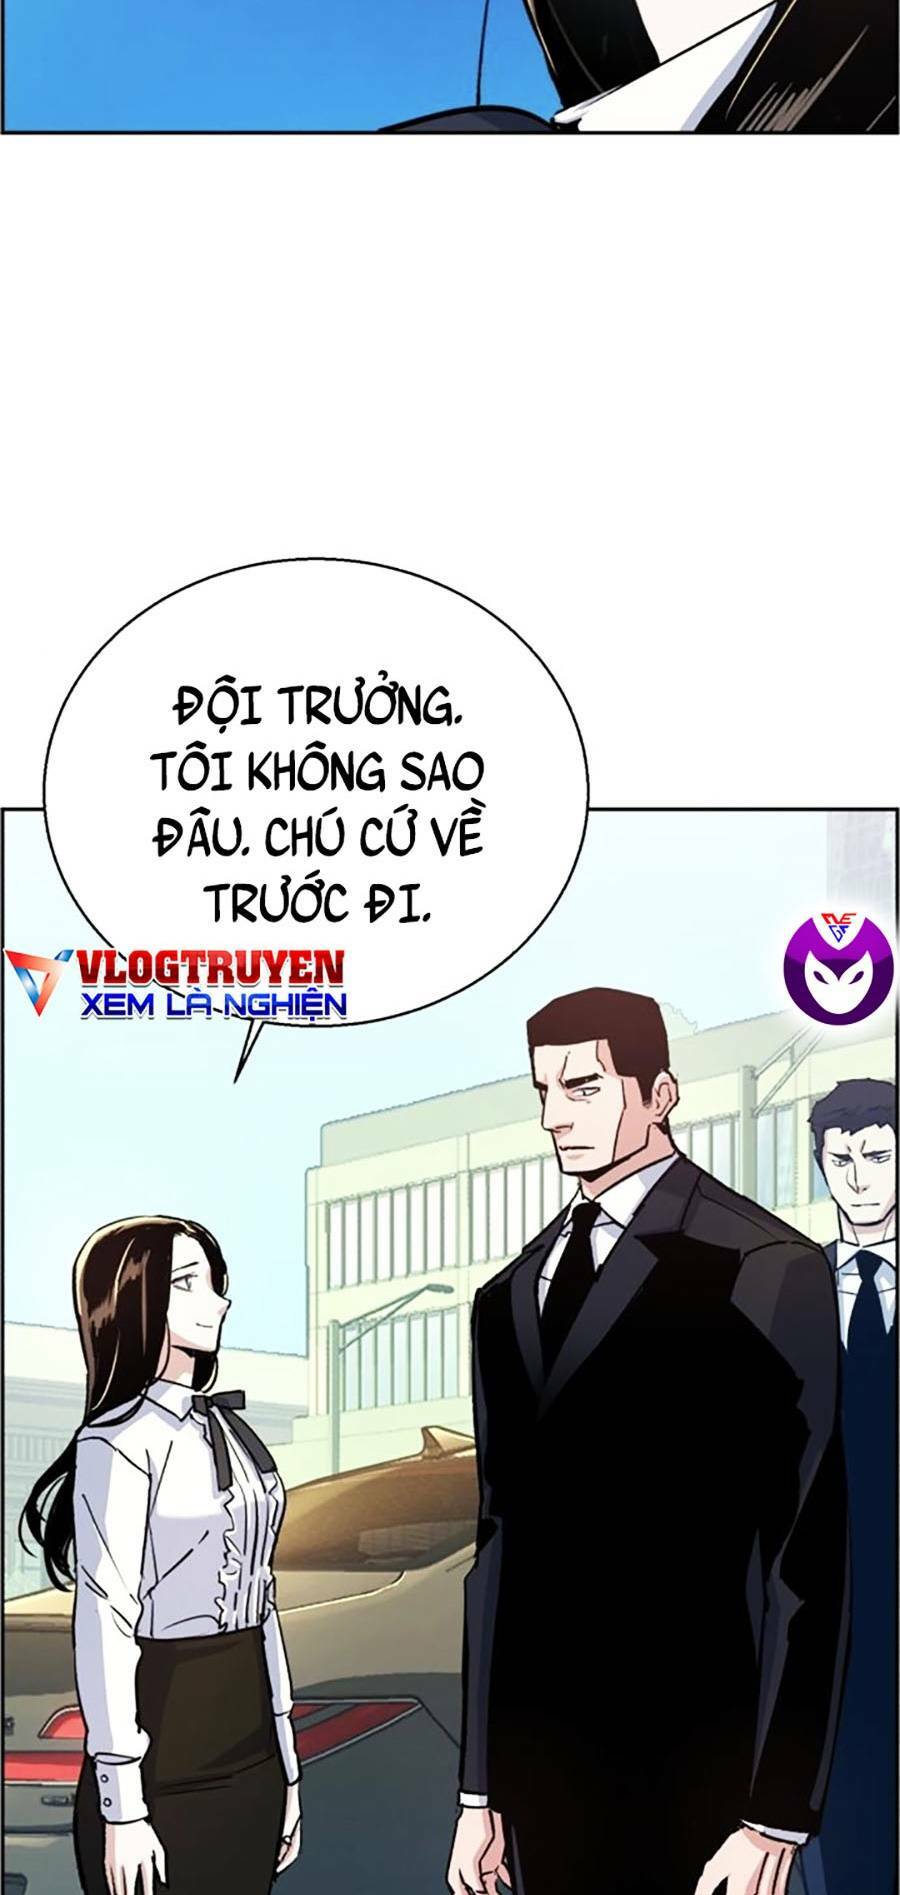 ĐỘI TRƯỞNG.
TÔI KHÔNG SAO
ĐÂU. CHÚ CỨ VỀ
TRƯỚC ĐI.
VLOGTRUYEN
XEM LÀ NGHIỆN